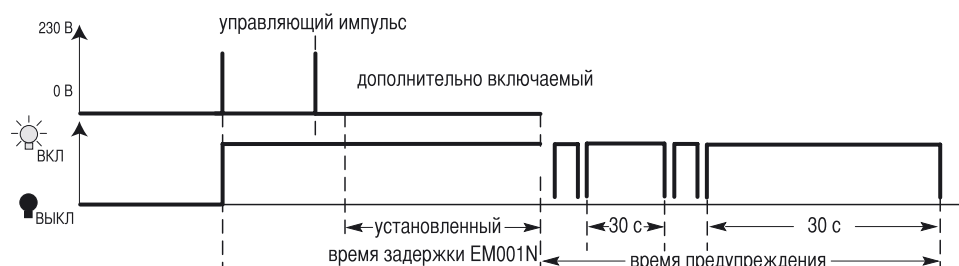 управляющий импульс
230 В
дополнительно включаемый
0 В
ВКЛ
ВЫКЛ
установленный
30 с
30 с
время задержки EM001N
время предупреждения